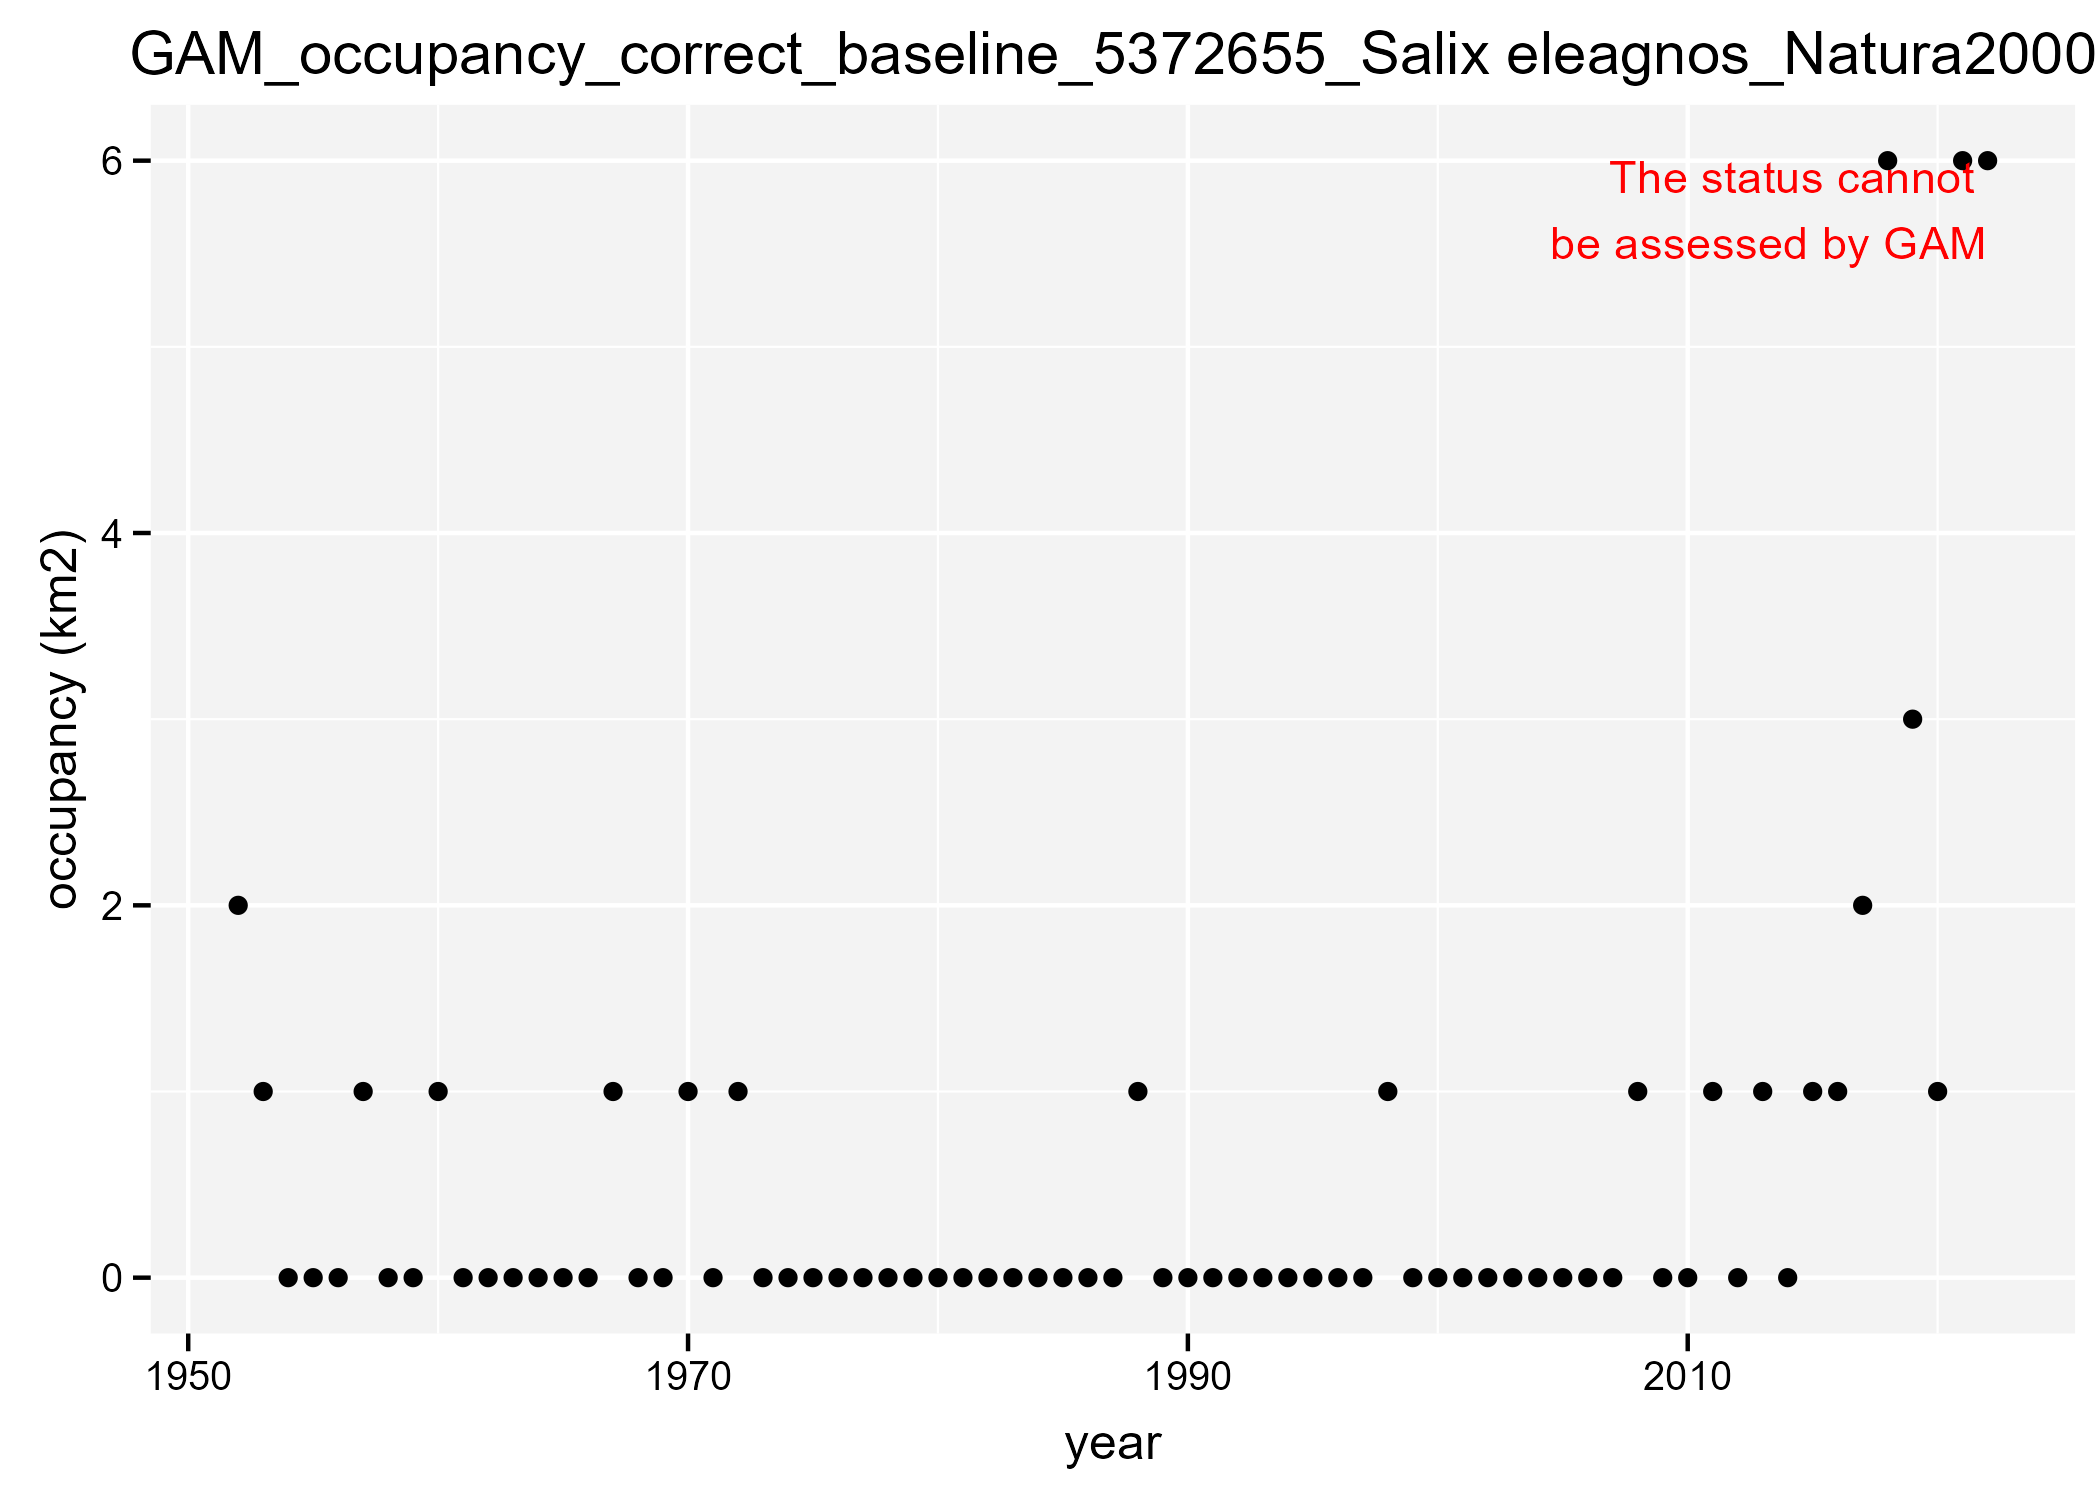 GAM_occupancy_correct_baseline_5372655_Salix eleagnos_Natura2000
6
The status cannot
be assessed by GAM
4
occupancy (km2)
2
0
1950 1970 1990 2010
year